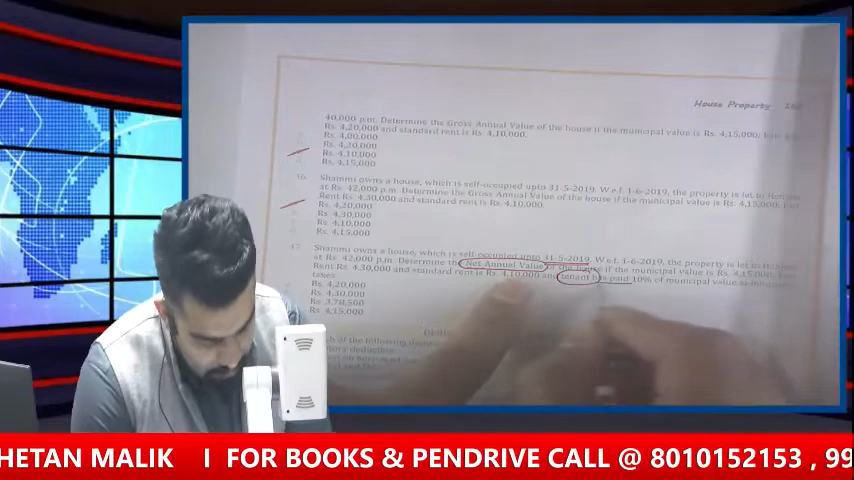 House Property
40,000 p.m. Determine the Gross Annual Value of the house if the municipal value is Rs. 4,15,000;
Rs. 4,20,000 and standard rent is Rs. 4,10,000.
Rs. 4,00,000
Rs. 4,20,000
Rs. 4,10,000
Rs. 4,15,000
Shammi owns a house, which is self-occupied upto 31-5-2019. W.e.f. 1-6-2019, the property is let to
at Rs. 42,000 p.m. Determine the Gross Annual Value of the house if the municipal value is Rs. 4,15,000,
Rent Rs. 4,30,000 and standard rent is Rs. 4,10,000.
Rs. 4,20,000
Rs. 4,30,000
Rs. 4,10,000
Rs. 4,15,000
47. Shammi owns a house, which is self-occupied upto 31-5-2019. W.e.f. 1-6-2019, the property is let to
at Rs. 42,000 p.m. Determine the Net Annual Value of the house if the municipal value is Rs. 4,15,000,
Rent Rs. 4,30,000 and standard rent is Rs. 4,10,000 and tenant has paid 10% of municipal value as municipal
taxes
Rs. 4,20,000
Rs. 4,30,000
Rs. 3,78,500
Rs. 4,15,000
of the following
HETAN MALIK I FOR BOOKS & PENDRIVE CALL @ 8010152153 , 99